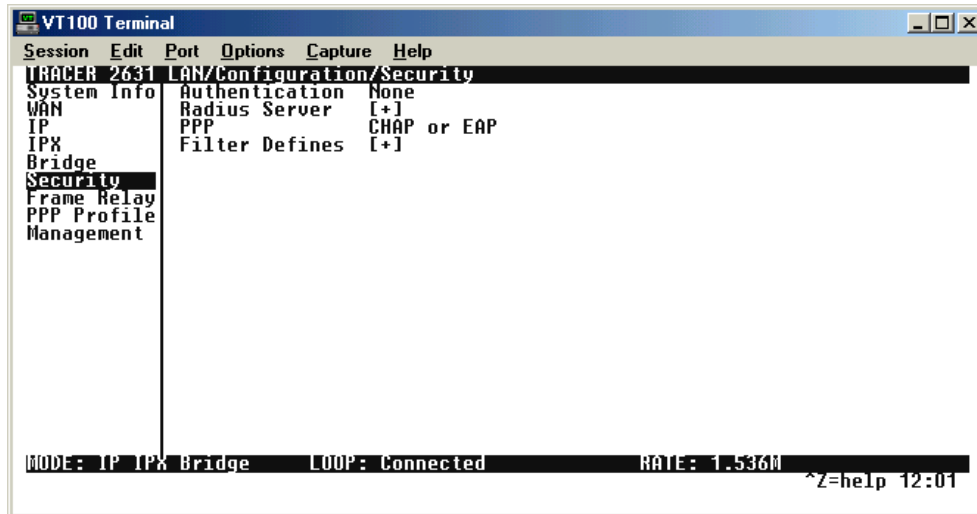 VT100 Terminal
Session Edit Port Options Capture Help
TRACER 2631 LAN/Configuration/Security
System Info Authentication None
WAN Radius Server [+]
IP PPP CHAP or EAP
IPX Filter Defines [+]
Bridge
Security
Frame Relay
PPP Profile
Management
MODE: IP IPX Bridge LOOP: Connected RATE: 1.536M
^Z=help 12:01